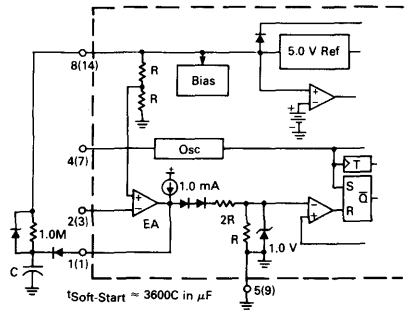 8(14)
R
R
Bias
5.0 V Ref
+
−
+
−
4(7)
Osc
T
S
Q
R
+
1.0 mA
+
−
2(3)
EA
2R
R
1.0 V
−
+
1.0M
1(1)
C
5(9)
tSoft-Start ≈ 3600C in μF